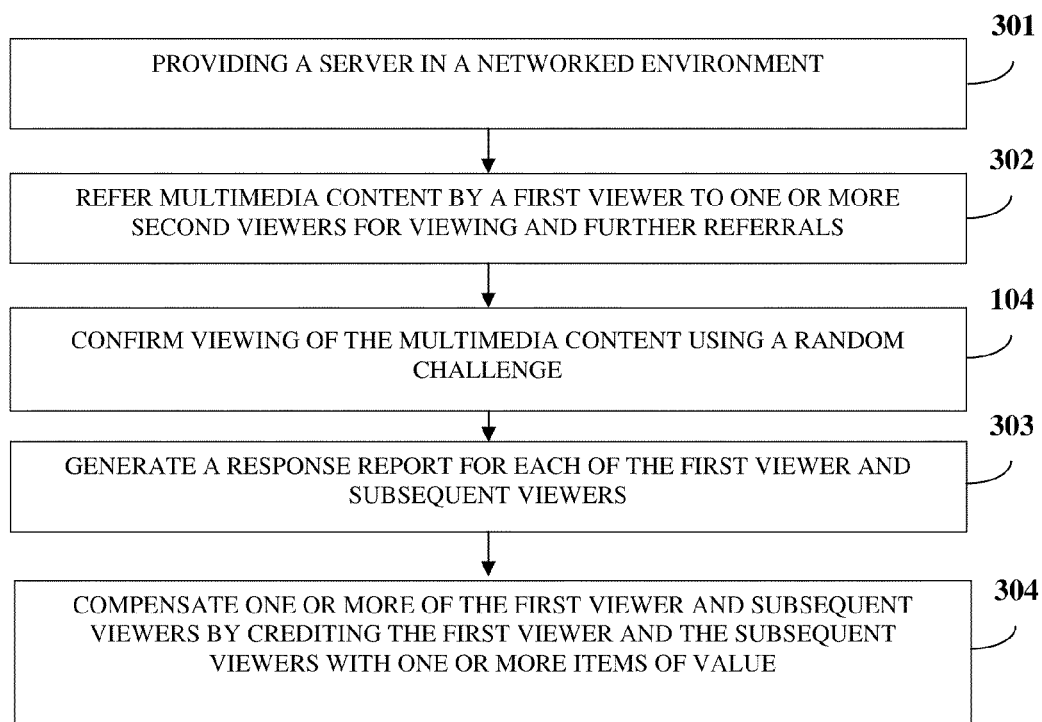 301
PROVIDING A SERVER IN A NETWORKED ENVIRONMENT
302
REFER MULTIMEDIA CONTENT BY A FIRST VIEWER TO ONE OR MORE
SECOND VIEWERS FOR VIEWING AND FURTHER REFERRALS
104
CONFIRM VIEWING OF THE MULTIMEDIA CONTENT USING A RANDOM
CHALLENGE
303
GENERATE A RESPONSE REPORT FOR EACH OF THE FIRST VIEWER AND
SUBSEQUENT VIEWERS
304
COMPENSATE ONE OR MORE OF THE FIRST VIEWER AND SUBSEQUENT
VIEWERS BY CREDITING THE FIRST VIEWER AND THE SUBSEQUENT
VIEWERS WITH ONE OR MORE ITEMS OF VALUE